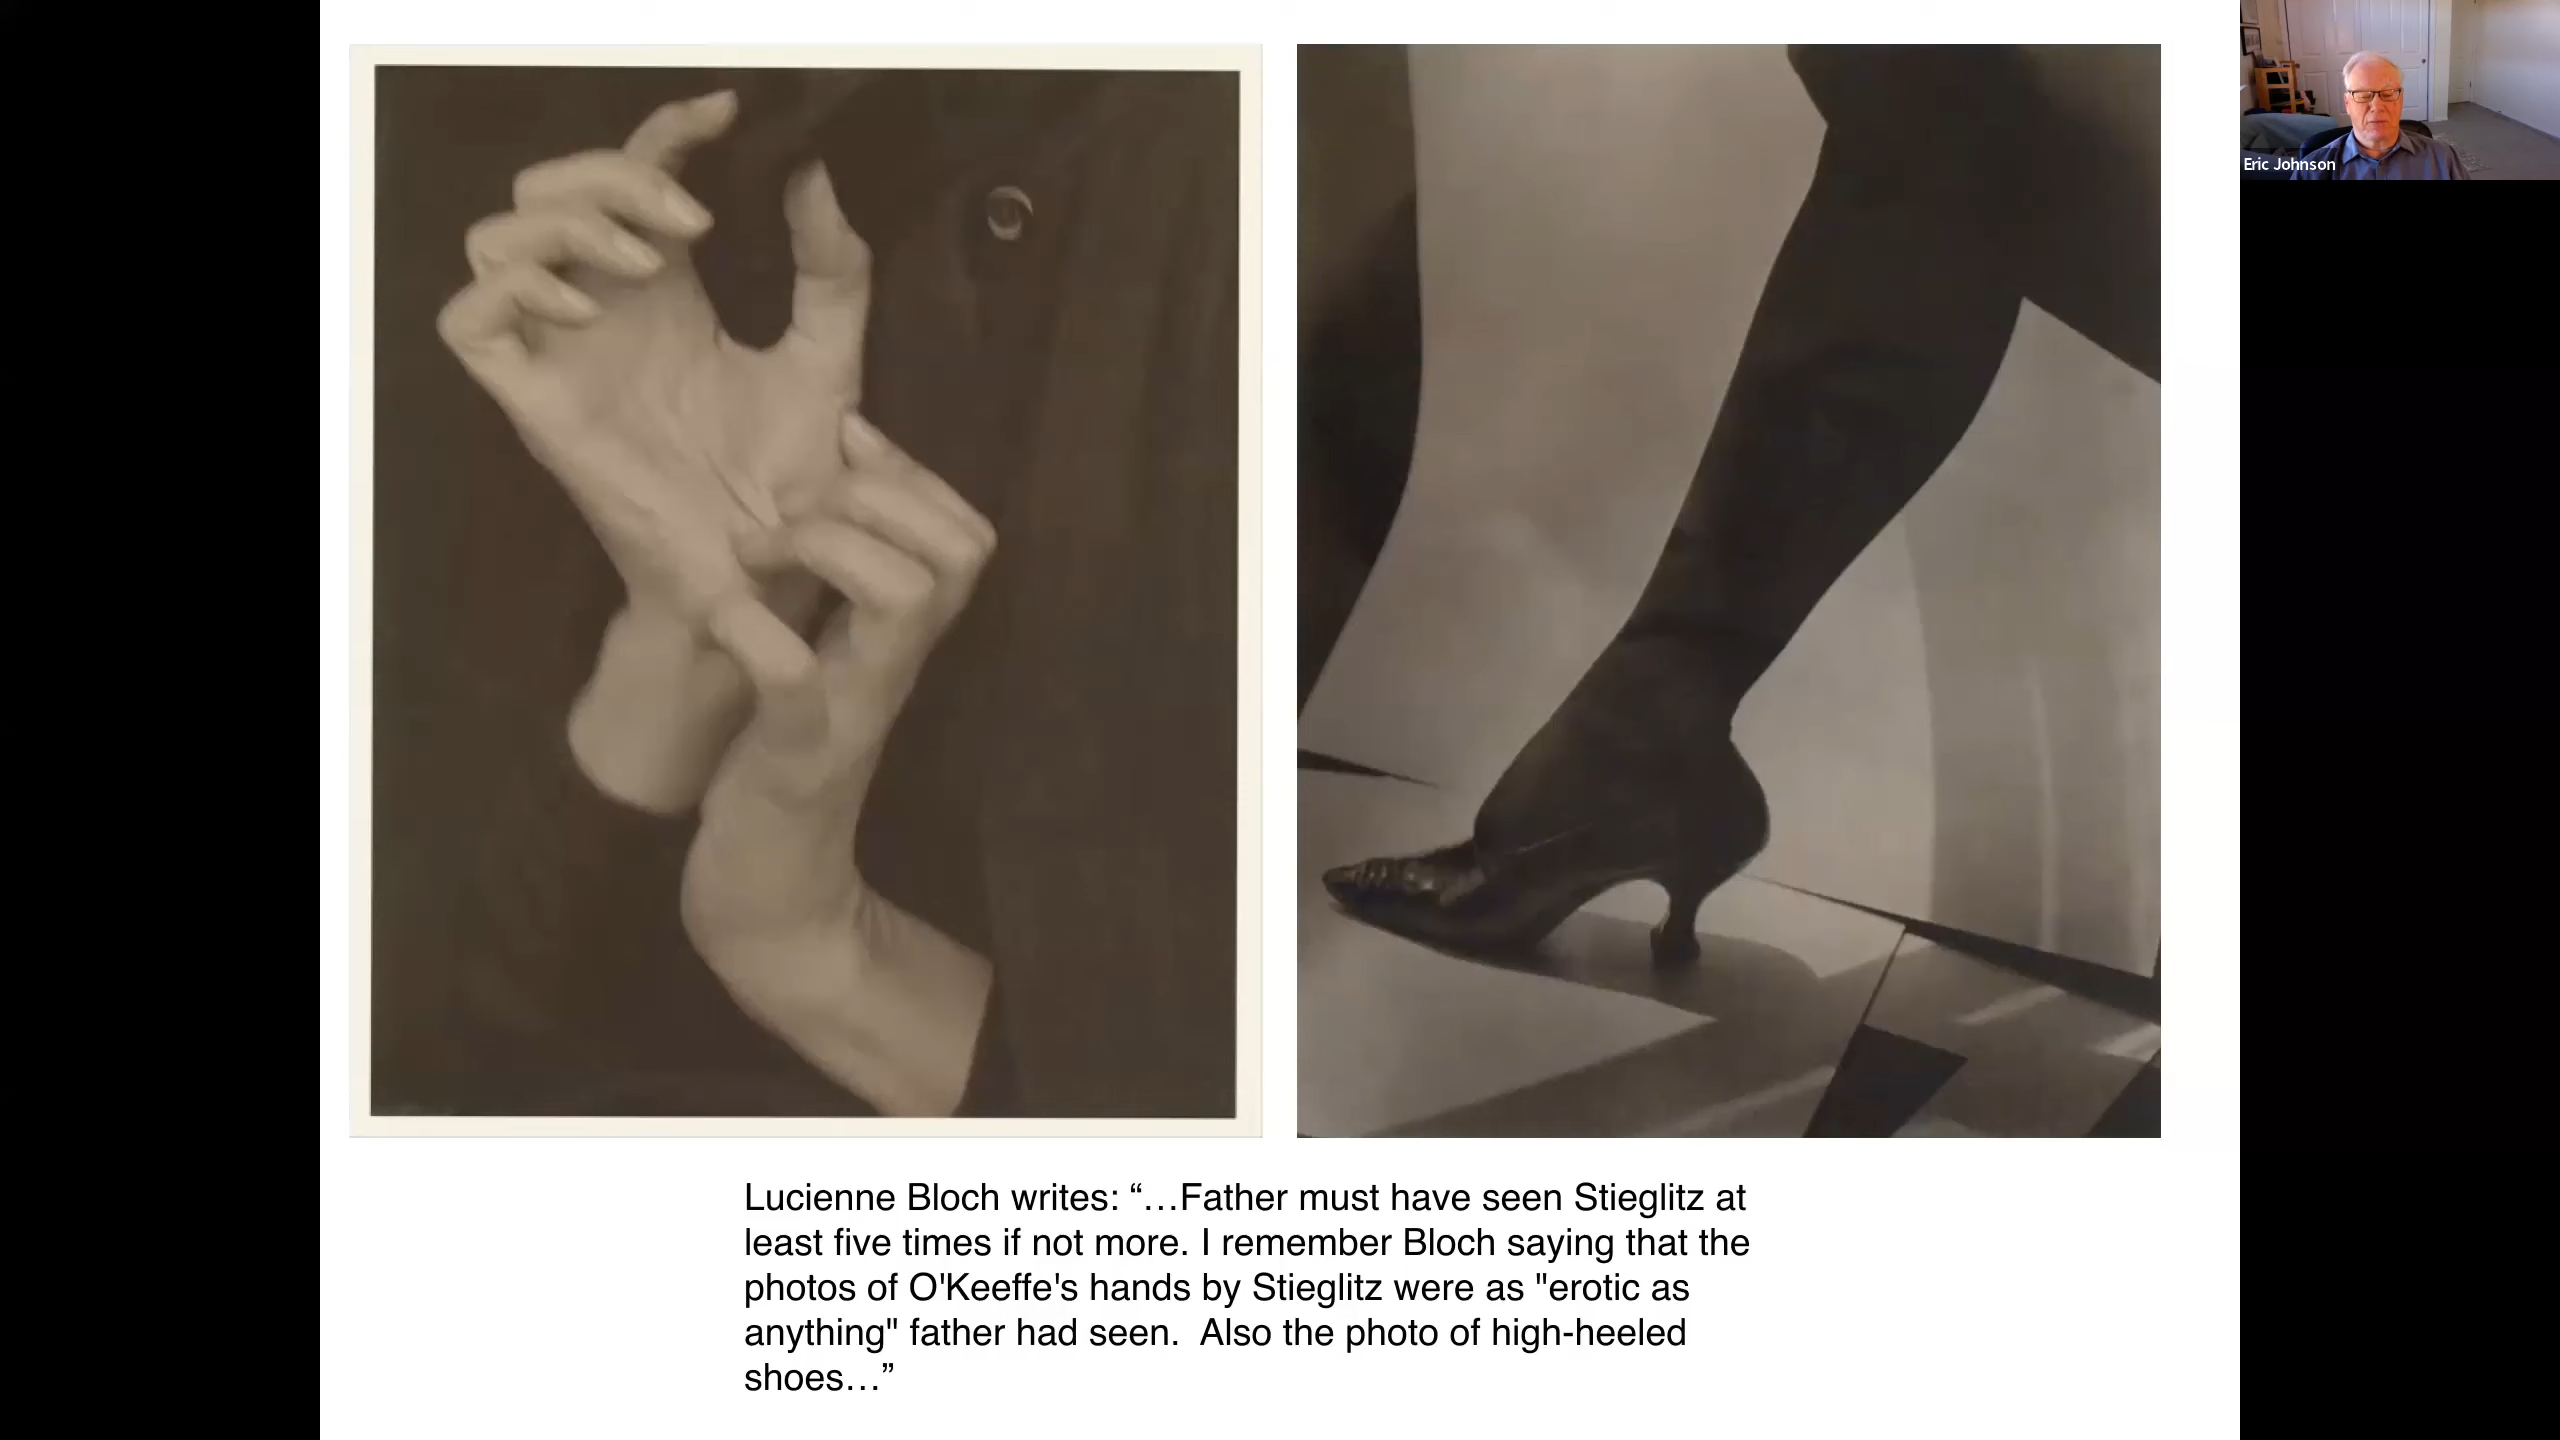 Eric Johnson
Lucienne Bloch writes: “…Father must have seen Stieglitz at
least five times if not more. I remember Bloch saying that the
photos of O'Keeffe's hands by Stieglitz were as "erotic as
anything" father had seen.  Also the photo of high-heeled
shoes…”